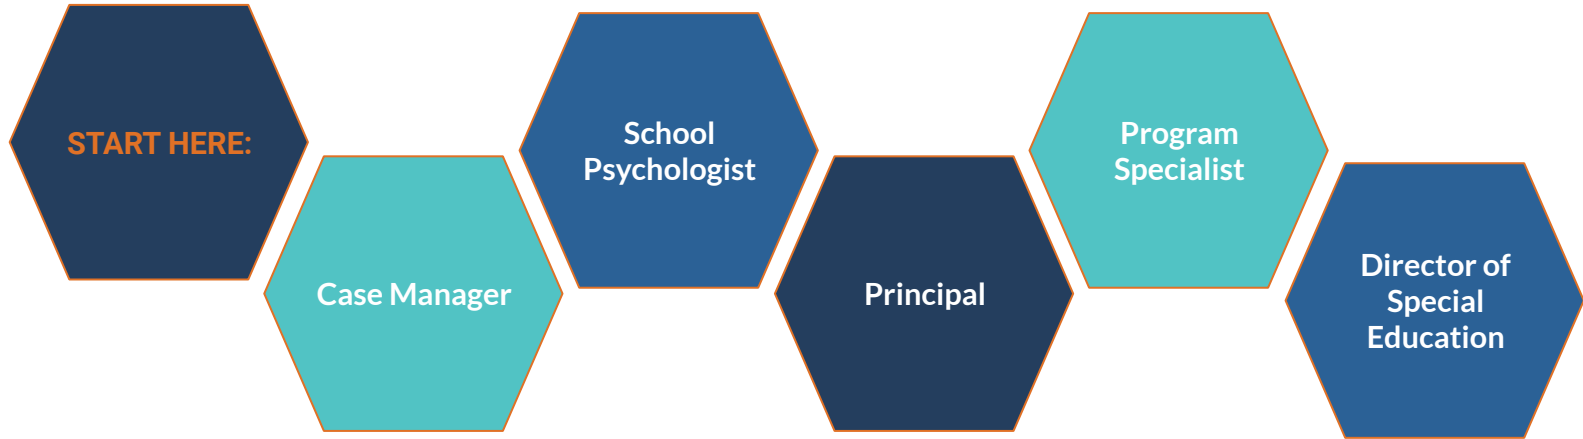 START HERE:
Case Manager
School
Psychologist
Principal
Program
Specialist
Director of
Special
Education